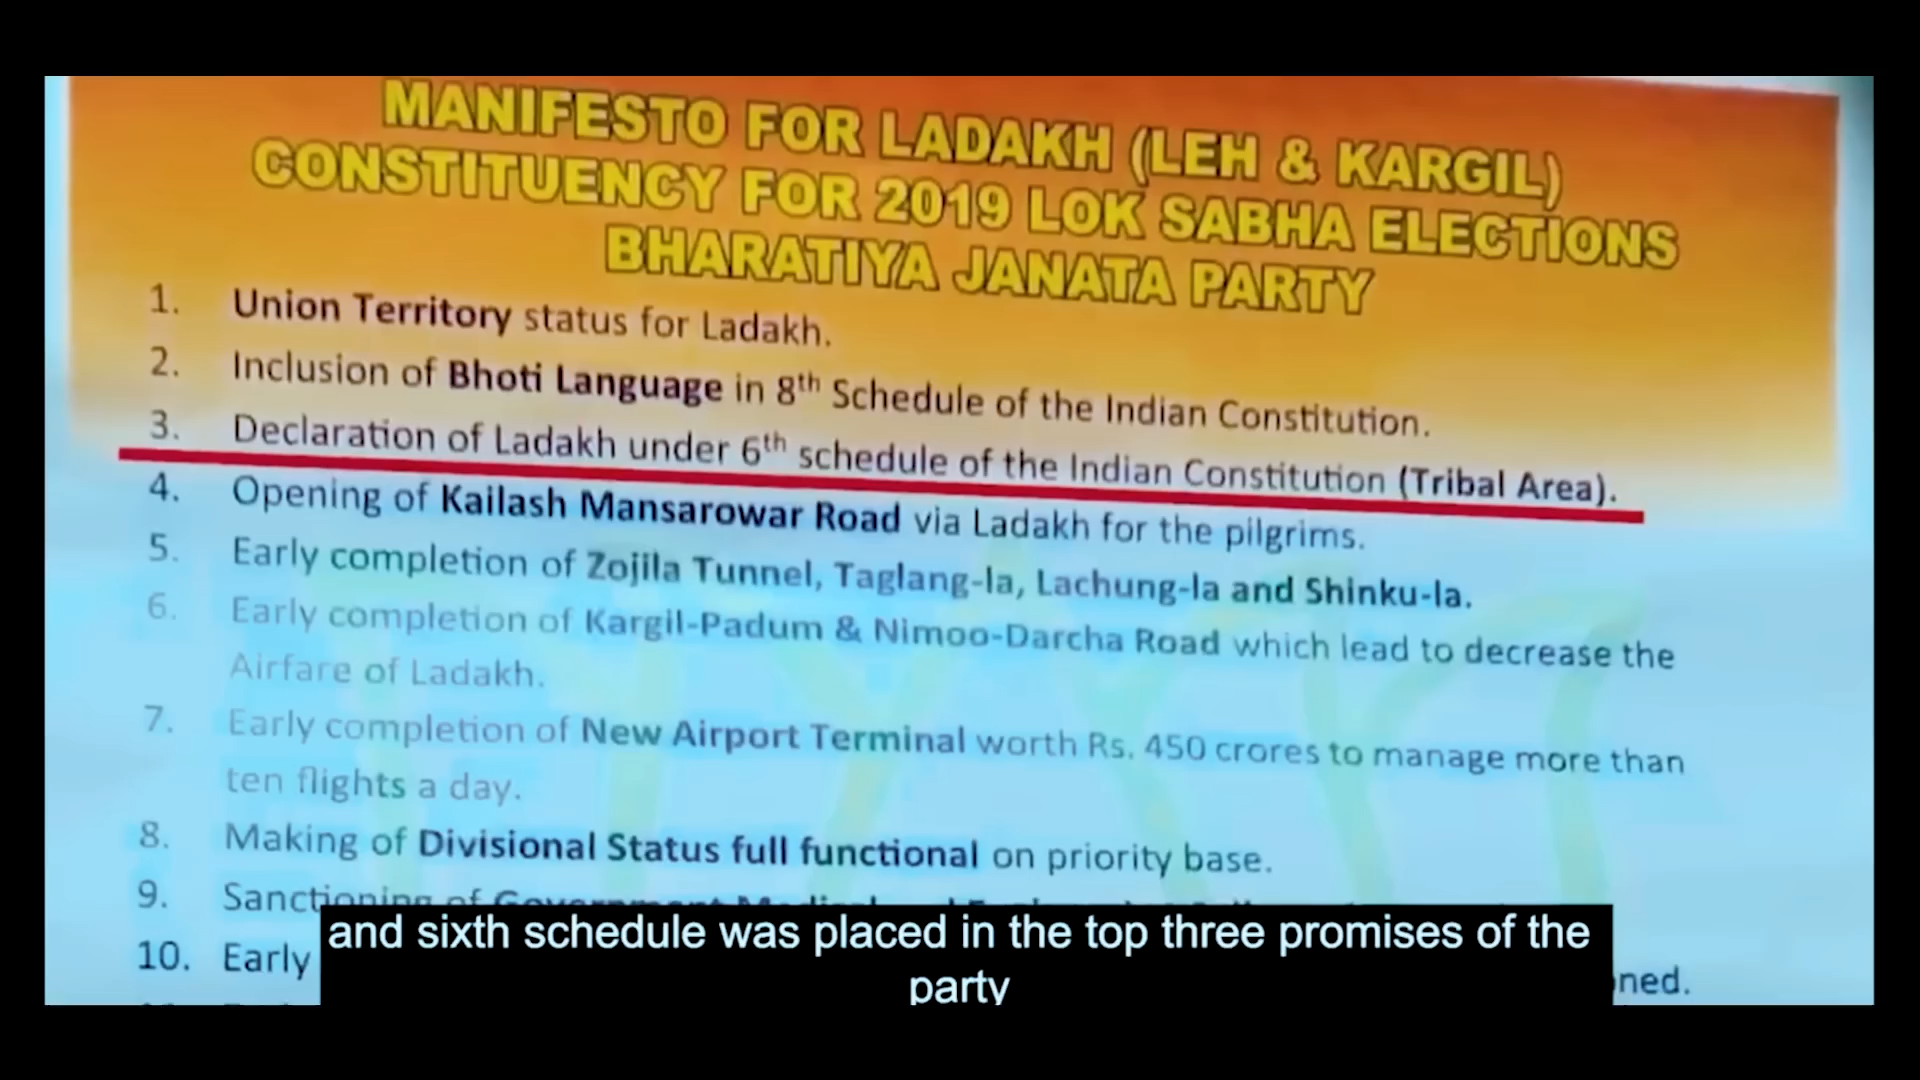 MANIFESTO FOR LADAKH (LEH & KARGIL)
CONSTITUENCY FOR 2019 LOK SABHA ELECTIONS
BHARATIYA JANATA PARTY
1. Union Territory status for Ladakh.
2. Inclusion of Bhoti Language in 8th Schedule of the Indian Constitution.
3. Declaration of Ladakh under 6th schedule of the Indian Constitution (Tribal Area).
4. Opening of Kailash Mansarowar Road via Ladakh for the pilgrims.
5. Early completion of Zojila Tunnel, Taglang-la, Lachung-la and Shinku-la.
6. Early completion of Kargil-Padum & Nimoo-Darcha Road which lead to decrease the
Airfare of Ladakh.
7. Early completion of New Airport Terminal worth Rs. 450 crores to manage more than
ten flights a day.
8. Making of Divisional Status full functional on priority base.
9. Sanctioning of Government
10. Early
and sixth schedule was placed in the top three promises of the
party